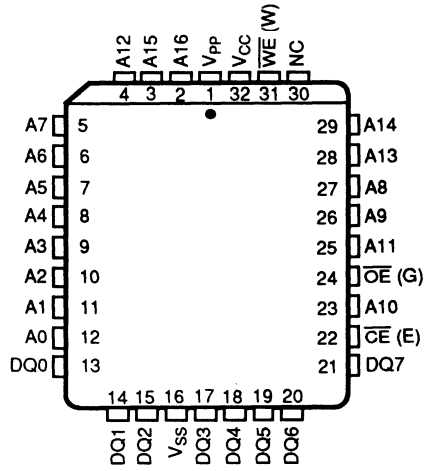 A12 A15 A16 VPP VCC W̅E̅ (W) NC
4 3 2 1 32 31 30
A7 5 29 A14
A6 6 28 A13
A5 7 27 A8
A4 8 26 A9
A3 9 25 A11
A2 10 24 O̅E̅ (G)
A1 11 23 A10
A0 12 22 C̅E̅ (E)
DQ0 13 21 DQ7
14 15 16 17 18 19 20
DQ1 DQ2 VSS DQ3 DQ4 DQ5 DQ6